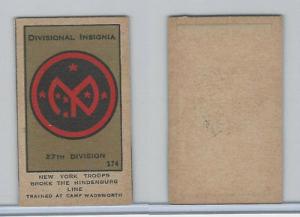 DIVISIONAL INSIGNIA
27TH DIVISION
174
NEW YORK TROOPS
BROKE THE HINDENBURG
LINE
TRAINED AT CAMP WADSWORTH